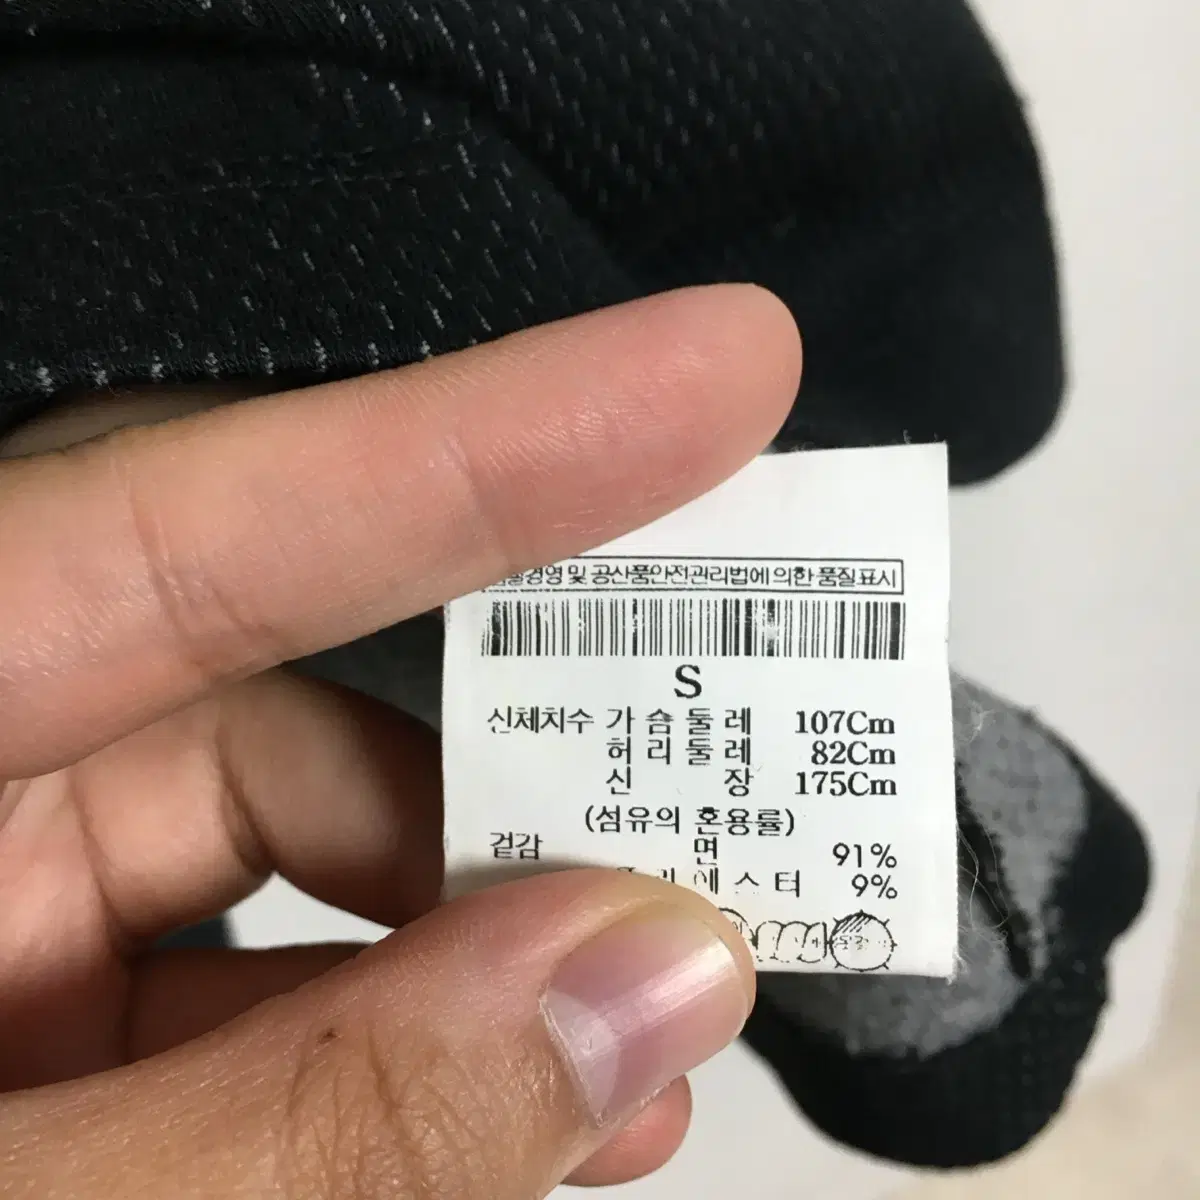 및 공산품안전관리법에 의한 품질표시
S
신체치수 가슴둘레 107Cm
허리둘레 82Cm
신장 175Cm
(섬유의 혼용률)
겉감 면 91%
에스터 9%